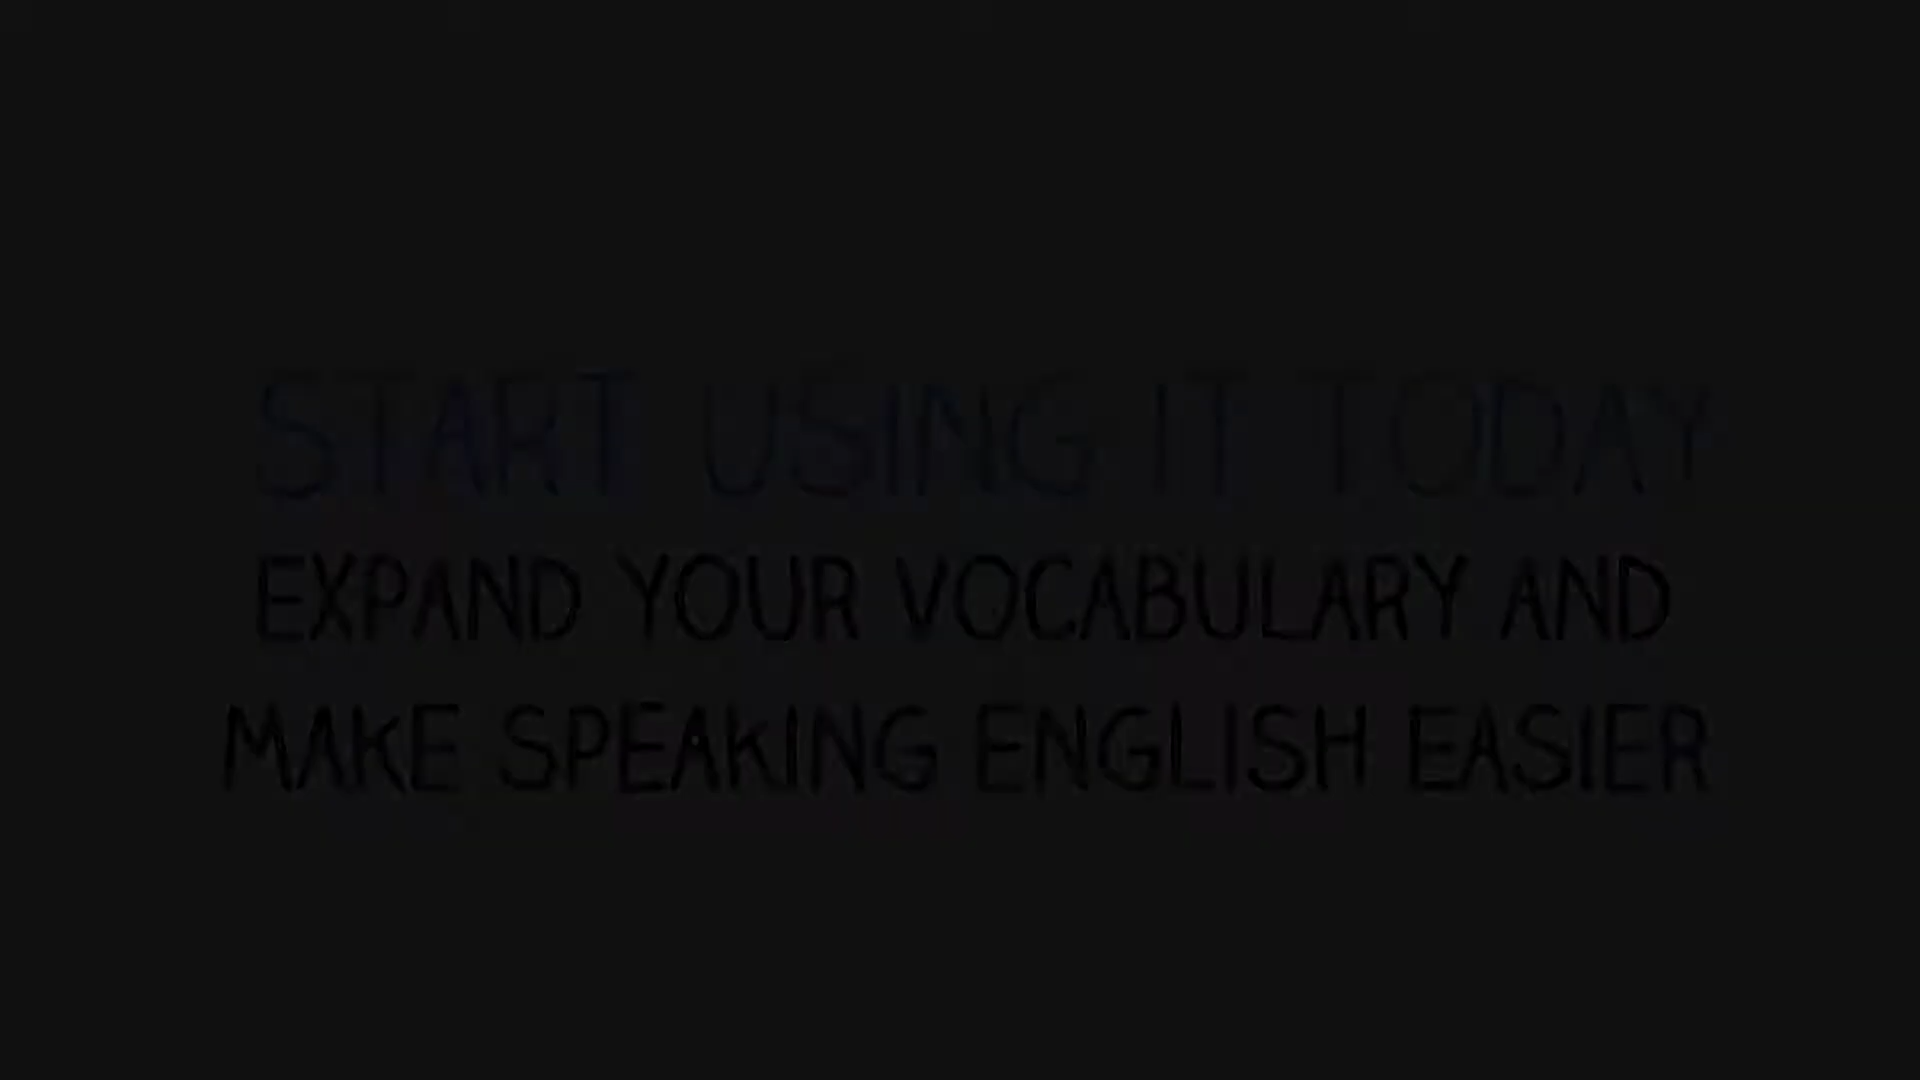 START USING IT TODAY
EXPAND YOUR VOCABULARY AND
MAKE SPEAKING ENGLISH EASIER